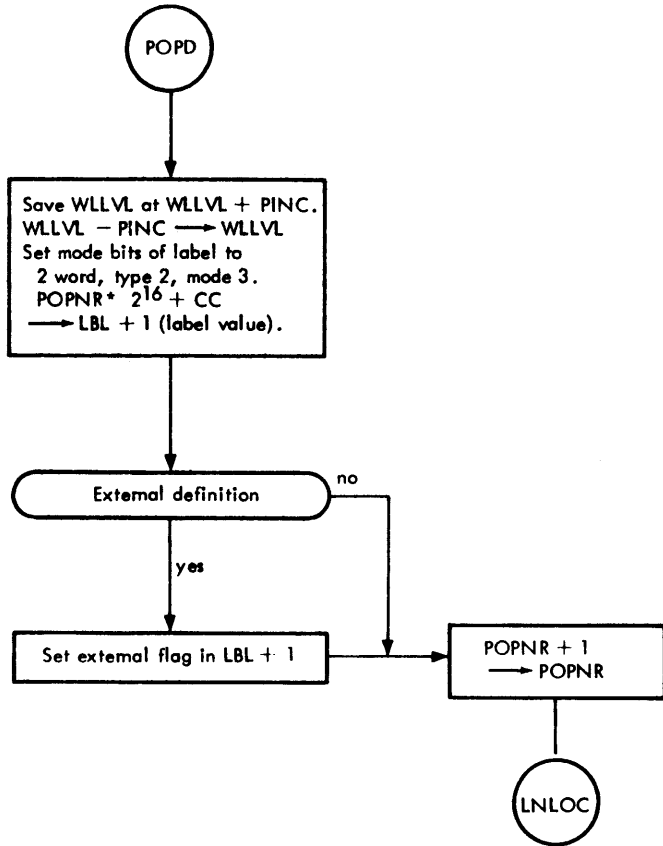 POPD
Save WLLVL at WLLVL + PINC.
WLLVL − PINC ⟶ WLLVL
Set mode bits of label to
2 word, type 2, mode 3.
POPNR* 2^16 + CC
⟶ LBL + 1 (label value).
External definition
no
yes
Set external flag in LBL + 1
POPNR + 1
⟶ POPNR
LNLOC